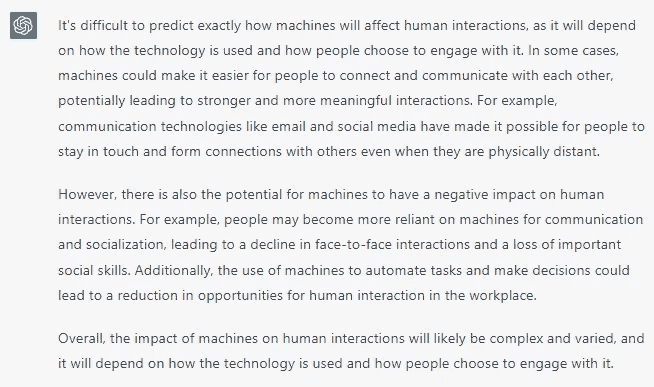 It's difficult to predict exactly how machines will affect human interactions, as it will depend
on how the technology is used and how people choose to engage with it. In some cases,
machines could make it easier for people to connect and communicate with each other,
potentially leading to stronger and more meaningful interactions. For example,
communication technologies like email and social media have made it possible for people to
stay in touch and form connections with others even when they are physically distant.
However, there is also the potential for machines to have a negative impact on human
interactions. For example, people may become more reliant on machines for communication
and socialization, leading to a decline in face-to-face interactions and a loss of important
social skills. Additionally, the use of machines to automate tasks and make decisions could
lead to a reduction in opportunities for human interaction in the workplace.
Overall, the impact of machines on human interactions will likely be complex and varied, and
it will depend on how the technology is used and how people choose to engage with it.